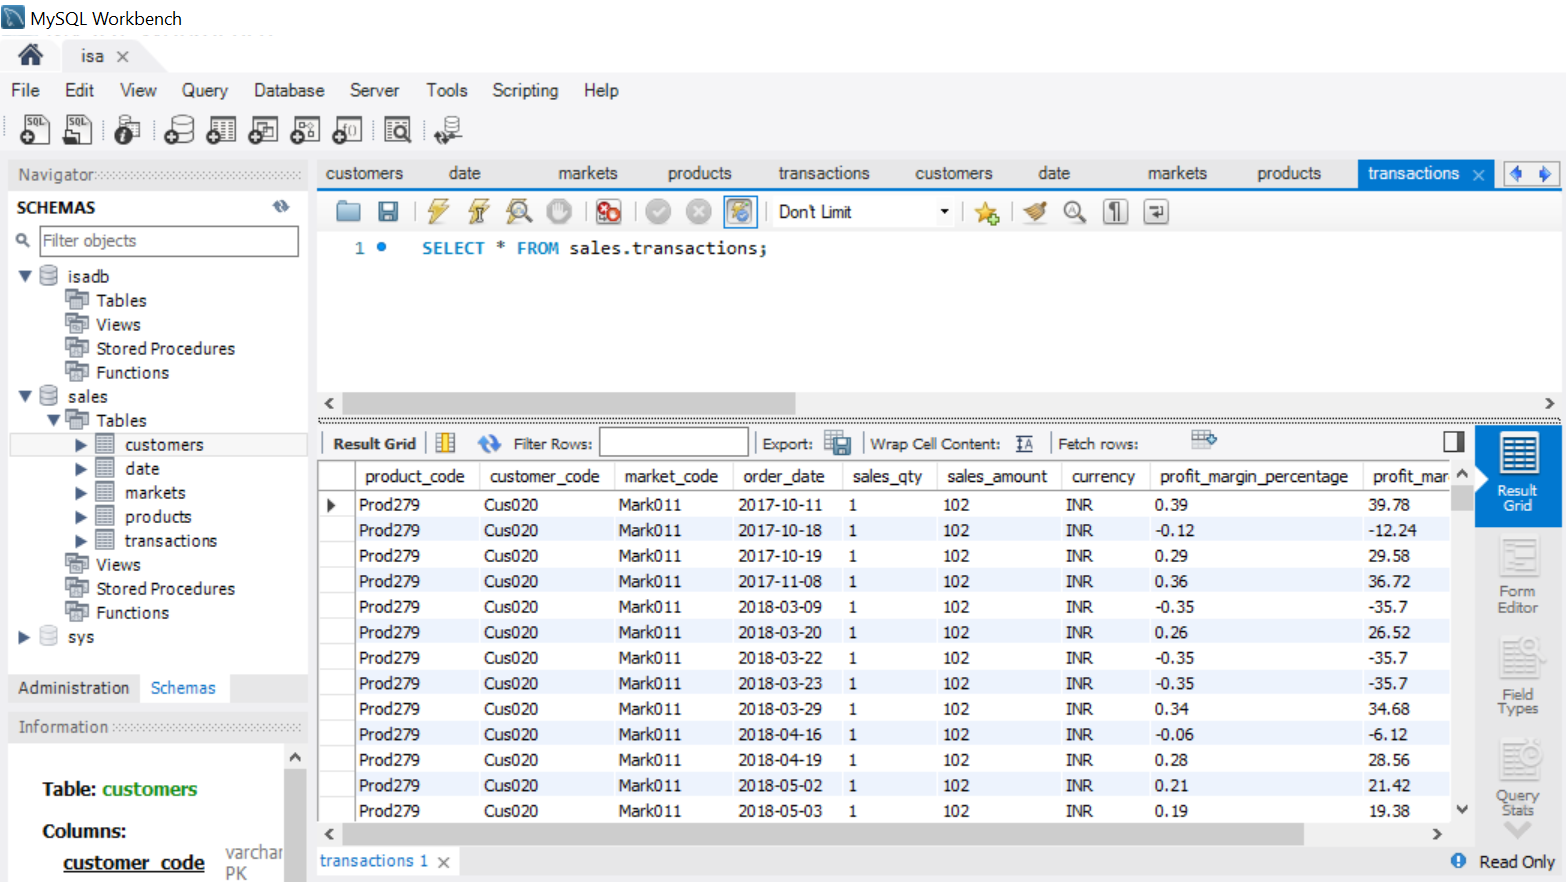 MySQL Workbench
isa
File Edit View Query Database Server Tools Scripting Help
Navigator
SCHEMAS
Filter objects
isadb
Tables
Views
Stored Procedures
Functions
sales
Tables
customers
date
markets
products
transactions
Views
Stored Procedures
Functions
sys
Administration Schemas
Information
Table: customers
Columns:
customer_code varchar
PK
customers date markets products transactions customers date markets products transactions
Don't Limit
1 SELECT * FROM sales.transactions;
Result Grid Filter Rows: Export: Wrap Cell Content: Fetch rows:
product_code customer_code market_code order_date sales_qty sales_amount currency profit_margin_percentage profit_mar
Prod279 Cus020 Mark011 2017-10-11 1 102 INR 0.39 39.78
Prod279 Cus020 Mark011 2017-10-18 1 102 INR -0.12 -12.24
Prod279 Cus020 Mark011 2017-10-19 1 102 INR 0.29 29.58
Prod279 Cus020 Mark011 2017-11-08 1 102 INR 0.36 36.72
Prod279 Cus020 Mark011 2018-03-09 1 102 INR -0.35 -35.7
Prod279 Cus020 Mark011 2018-03-20 1 102 INR 0.26 26.52
Prod279 Cus020 Mark011 2018-03-22 1 102 INR -0.35 -35.7
Prod279 Cus020 Mark011 2018-03-23 1 102 INR -0.35 -35.7
Prod279 Cus020 Mark011 2018-03-29 1 102 INR 0.34 34.68
Prod279 Cus020 Mark011 2018-04-16 1 102 INR -0.06 -6.12
Prod279 Cus020 Mark011 2018-04-19 1 102 INR 0.28 28.56
Prod279 Cus020 Mark011 2018-05-02 1 102 INR 0.21 21.42
Prod279 Cus020 Mark011 2018-05-03 1 102 INR 0.19 19.38
transactions 1
Result
Grid
Form
Editor
Field
Types
Query
Stats
Read Only